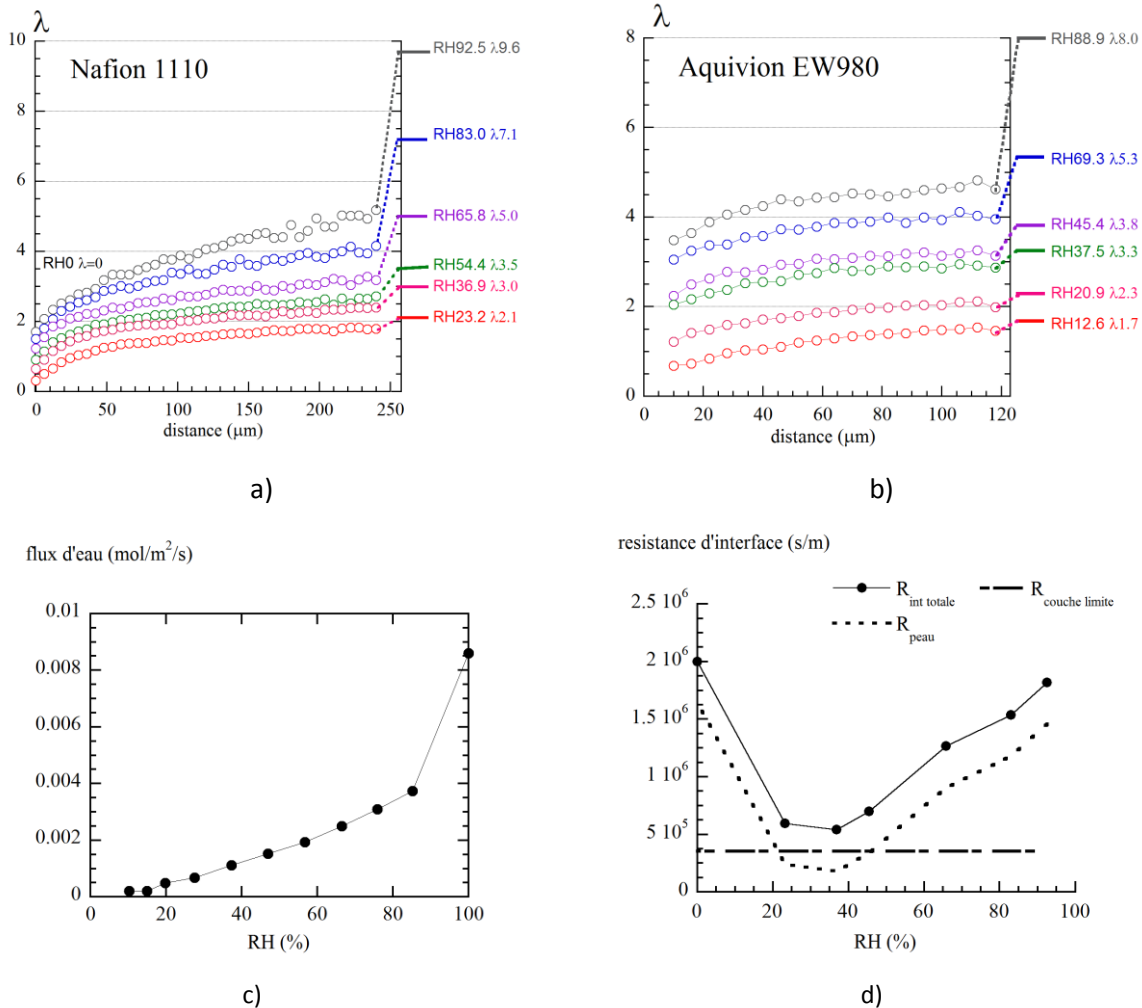 λ
10
8
6
4
2
0
Nafion 1110
RH0 λ=0
RH92.5 λ9.6
RH83.0 λ7.1
RH65.8 λ5.0
RH54.4 λ3.5
RH36.9 λ3.0
RH23.2 λ2.1
0 50 100 150 200 250
distance (µm)
a)
λ
8
6
4
2
0
Aquivion EW980
RH88.9 λ8.0
RH69.3 λ5.3
RH45.4 λ3.8
RH37.5 λ3.3
RH20.9 λ2.3
RH12.6 λ1.7
0 20 40 60 80 100 120
distance (µm)
b)
flux d'eau (mol/m²/s)
0.01
0.008
0.006
0.004
0.002
0
0 20 40 60 80 100
RH (%)
c)
resistance d'interface (s/m)
R int totale
R couche limite
R peau
2.5 10⁶
2 10⁶
1.5 10⁶
1 10⁶
5 10⁵
0
0 20 40 60 80 100
RH (%)
d)